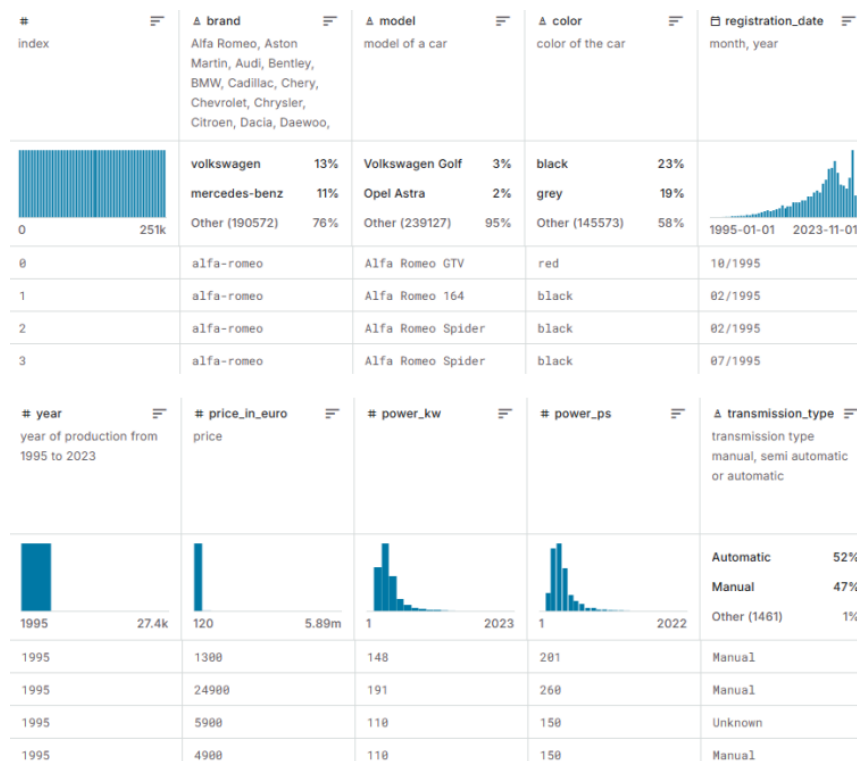 # brand model color registration_date
index Alfa Romeo, Aston model of a car color of the car month, year
Martin, Audi, Bentley,
BMW, Cadillac, Chery,
Chevrolet, Chrysler,
Citroen, Dacia, Daewoo,
volkswagen 13% Volkswagen Golf 3% black 23%
mercedes-benz 11% Opel Astra 2% grey 19%
Other (190572) 76% Other (239127) 95% Other (145573) 58%
0 251k 1995-01-01 2023-11-01
0 alfa-romeo Alfa Romeo GTV red 10/1995
1 alfa-romeo Alfa Romeo 164 black 02/1995
2 alfa-romeo Alfa Romeo Spider black 02/1995
3 alfa-romeo Alfa Romeo Spider black 07/1995
# year # price_in_euro # power_kw # power_ps transmission_type
year of production from price transmission type
1995 to 2023 manual, semi automatic
or automatic
Automatic 52%
Manual 47%
Other (1461) 1%
1995 27.4k 120 5.89m 1 2023 1 2022
1995 1300 148 201 Manual
1995 24900 191 260 Manual
1995 5900 110 150 Unknown
1995 4900 110 150 Manual